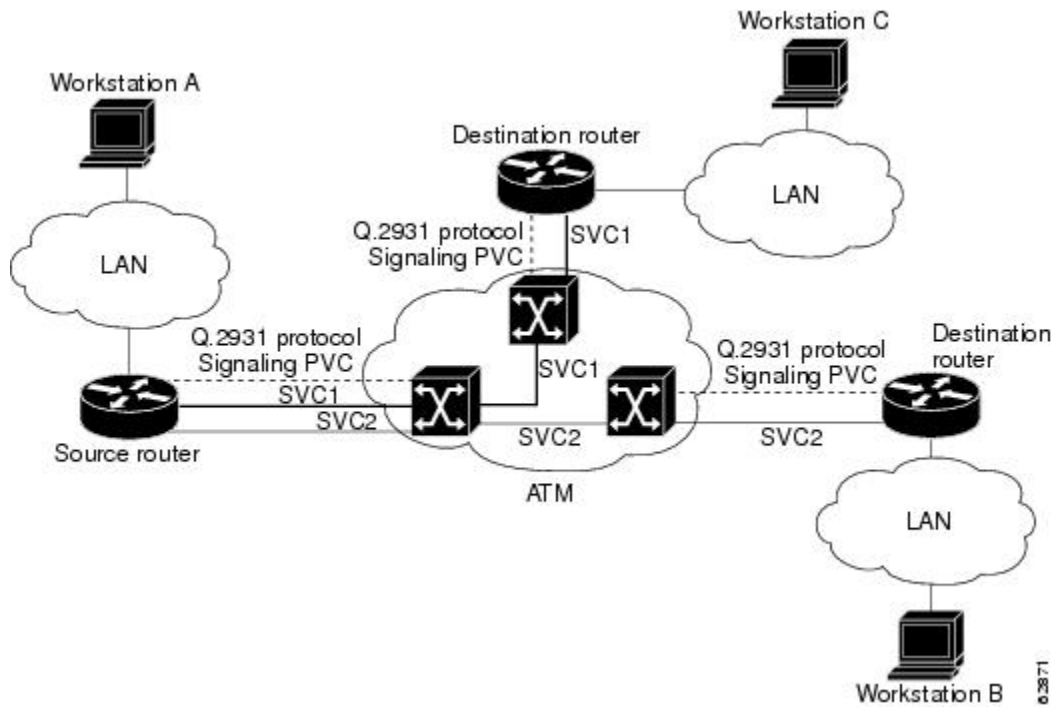 Workstation C
Workstation A
Destination router
LAN
Q.2931 protocol
Signaling PVC
SVC1
LAN
Q.2931 protocol
Signaling PVC
SVC1
Q.2931 protocol
Signaling PVC
Destination
router
SVC1
SVC2
SVC2
SVC2
Source router
ATM
LAN
Workstation B
62871